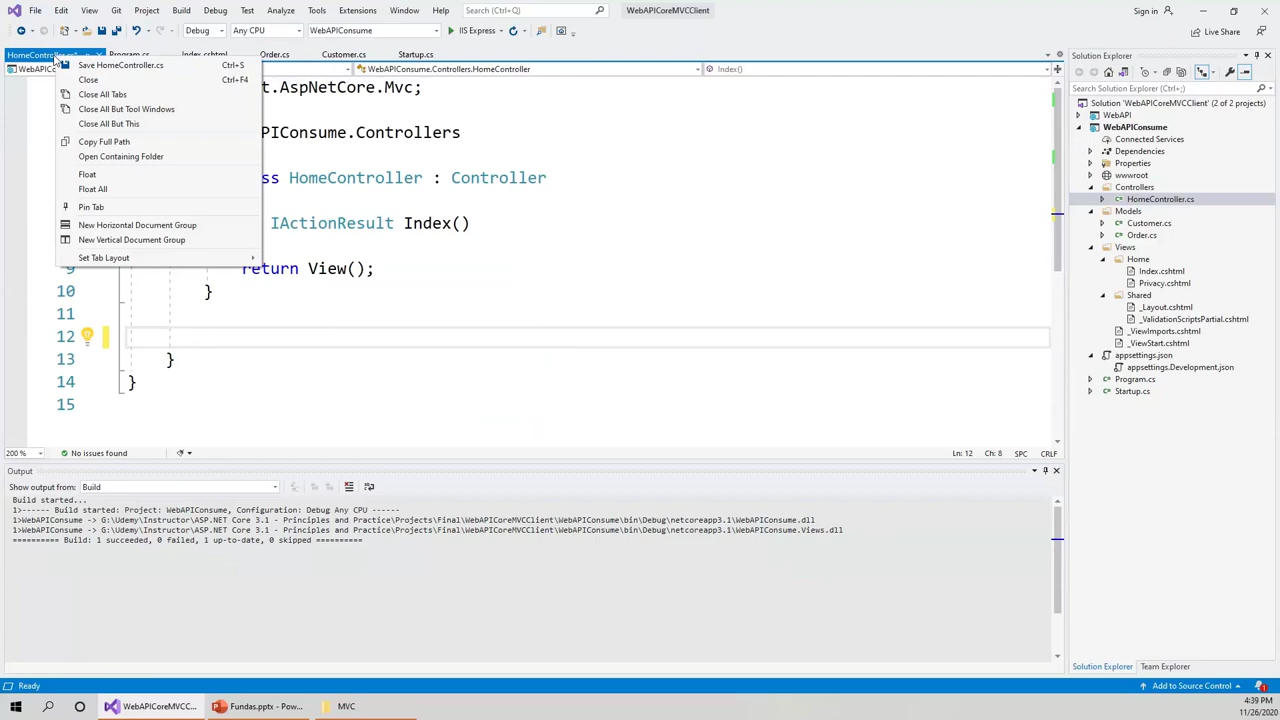 File Edit View Git Project Build Debug Test Analyze Tools Extensions Window Help Search (Ctrl+Q) WebAPICoreMVCClient Sign in
Debug Any CPU WebAPIConsume IIS Express Live Share
HomeController.cs* Program.cs Index.cshtml Order.cs Customer.cs Startup.cs
WebAPIC WebAPIConsume.Controllers.HomeController Index()
Save HomeController.cs Ctrl+S
Close Ctrl+F4
Close All Tabs
Close All But Tool Windows
Close All But This
Copy Full Path
Open Containing Folder
Float
Float All
Pin Tab
New Horizontal Document Group
New Vertical Document Group
Set Tab Layout
t.AspNetCore.Mvc;
APIConsume.Controllers
ss HomeController : Controller
IActionResult Index()
9 return View();
10 }
11
12
13 }
14 }
15
200 % No issues found Ln: 12 Ch: 8 SPC CRLF
Output
Show output from: Build
Build started...
1>------ Build started: Project: WebAPIConsume, Configuration: Debug Any CPU ------
1>WebAPIConsume -> G:\Udemy\Instructor\ASP.NET Core 3.1 - Principles and Practice\Projects\Final\WebAPICoreMVCClient\WebAPIConsume\bin\Debug\netcoreapp3.1\WebAPIConsume.dll
1>WebAPIConsume -> G:\Udemy\Instructor\ASP.NET Core 3.1 - Principles and Practice\Projects\Final\WebAPICoreMVCClient\WebAPIConsume\bin\Debug\netcoreapp3.1\WebAPIConsume.Views.dll
========== Build: 1 succeeded, 0 failed, 1 up-to-date, 0 skipped ==========
Solution Explorer
Search Solution Explorer (Ctrl+;)
Solution 'WebAPICoreMVCClient' (2 of 2 projects)
WebAPI
WebAPIConsume
Connected Services
Dependencies
Properties
wwwroot
Controllers
HomeController.cs
Models
Customer.cs
Order.cs
Views
Home
Index.cshtml
Privacy.cshtml
Shared
_Layout.cshtml
_ValidationScriptsPartial.cshtml
_ViewImports.cshtml
_ViewStart.cshtml
appsettings.json
appsettings.Development.json
Program.cs
Startup.cs
Solution Explorer Team Explorer
Ready Add to Source Control 1
WebAPICoreMVCC... Fundas.pptx - Pow... MVC
4:39 PM
11/26/2020